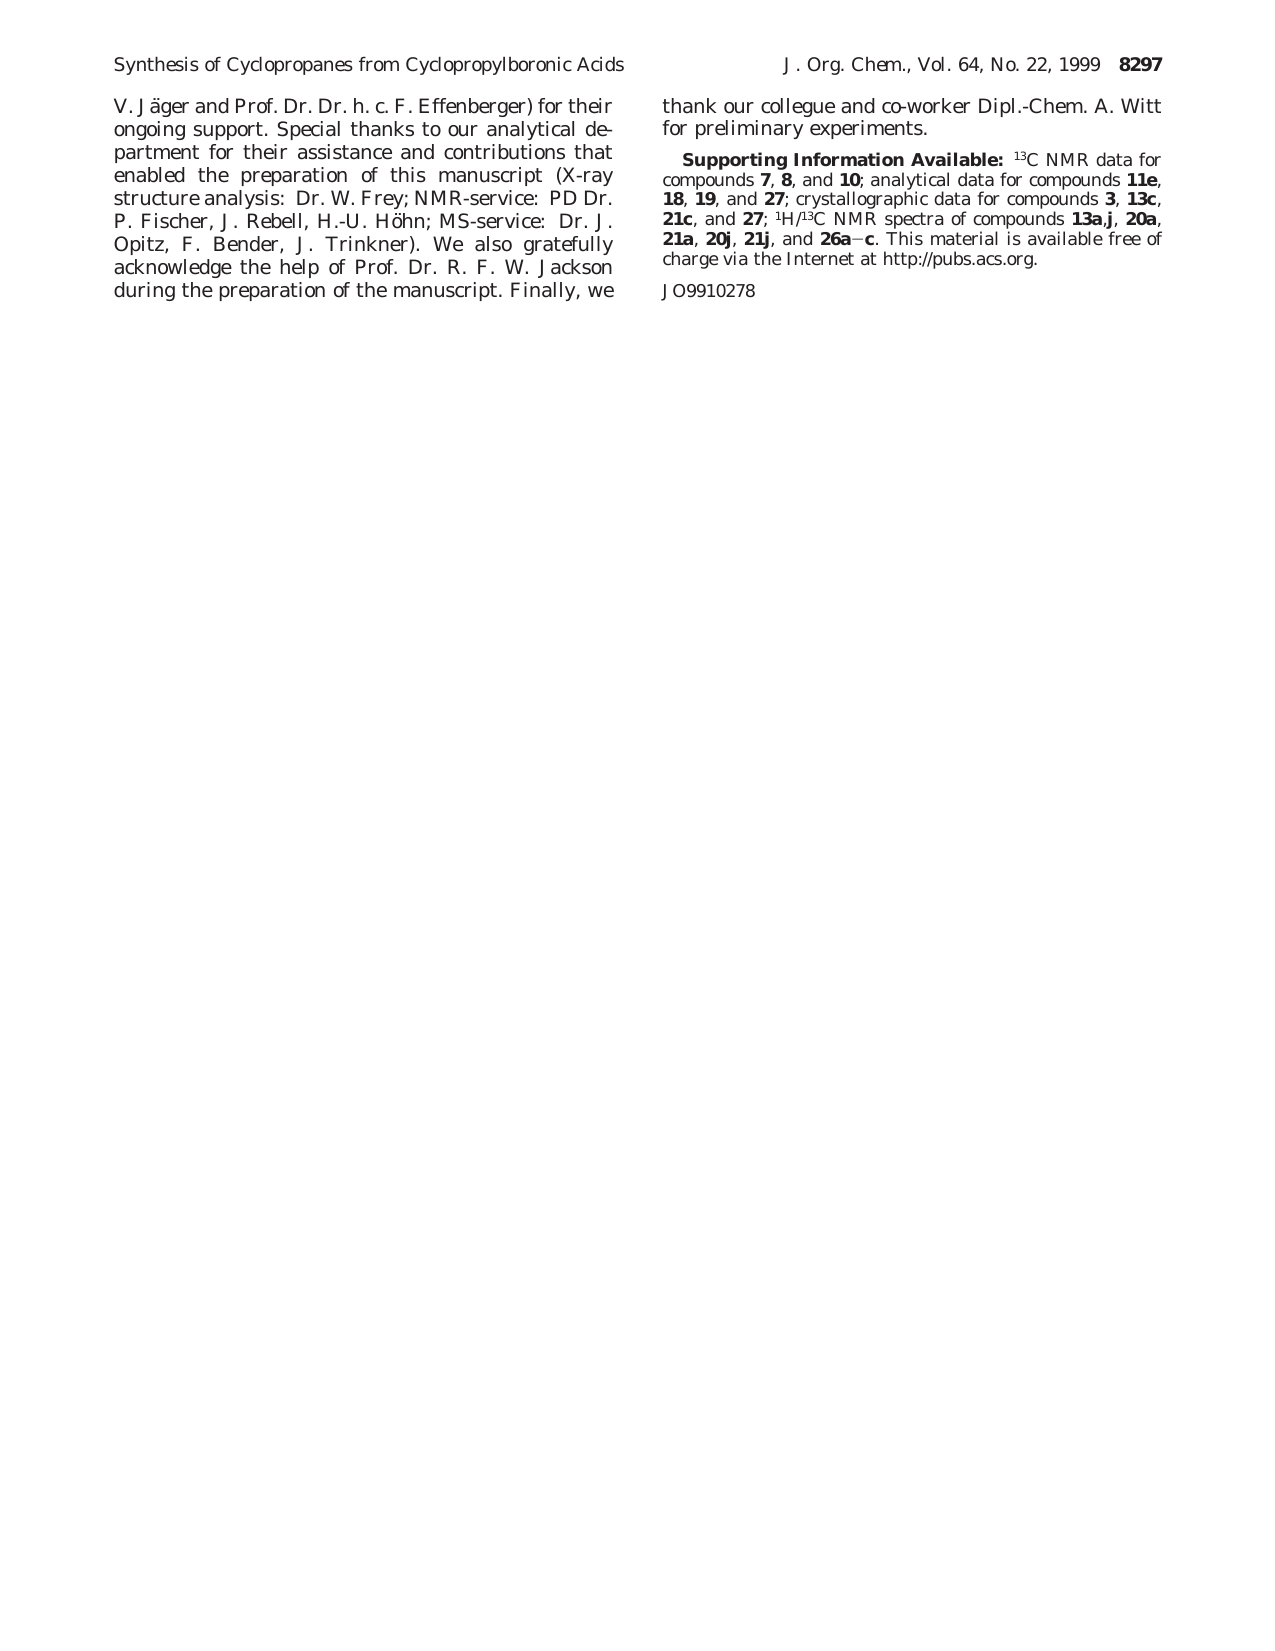 Synthesis of Cyclopropanes from Cyclopropylboronic Acids
J. Org. Chem., Vol. 64, No. 22, 1999 8297
V. Jäger and Prof. Dr. Dr. h. c. F. Effenberger) for their
ongoing support. Special thanks to our analytical de-
partment for their assistance and contributions that
enabled the preparation of this manuscript (X-ray
structure analysis: Dr. W. Frey; NMR-service: PD Dr.
P. Fischer, J. Rebell, H.-U. Höhn; MS-service: Dr. J.
Opitz, F. Bender, J. Trinkner). We also gratefully
acknowledge the help of Prof. Dr. R. F. W. Jackson
during the preparation of the manuscript. Finally, we
thank our collegue and co-worker Dipl.-Chem. A. Witt
for preliminary experiments.
Supporting Information Available: ¹³C NMR data for
compounds 7, 8, and 10; analytical data for compounds 11e,
18, 19, and 27; crystallographic data for compounds 3, 13c,
21c, and 27; ¹H/¹³C NMR spectra of compounds 13a,j, 20a,
21a, 20j, 21j, and 26a−c. This material is available free of
charge via the Internet at http://pubs.acs.org.
JO9910278